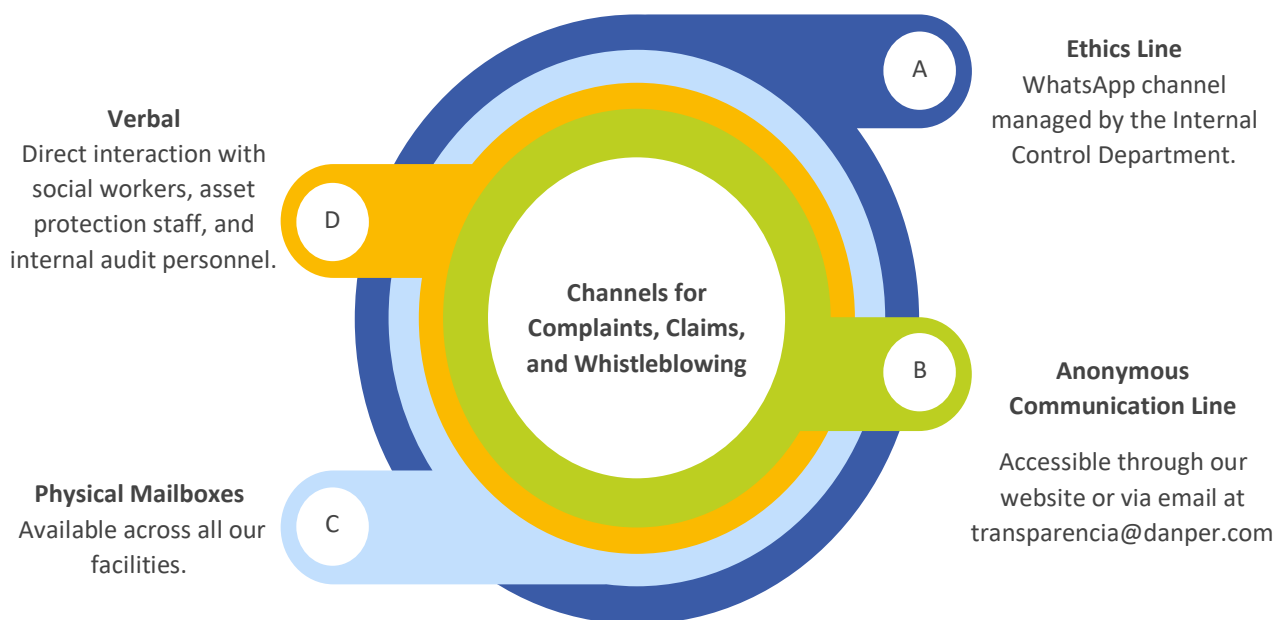 A
Ethics Line
WhatsApp channel
managed by the Internal
Control Department.
Verbal
Direct interaction with
social workers, asset
protection staff, and
internal audit personnel.
D
Channels for
Complaints, Claims,
and Whistleblowing
B
Anonymous
Communication Line
Accessible through our
website or via email at
transparencia@danper.com
Physical Mailboxes
Available across all our
facilities.
C